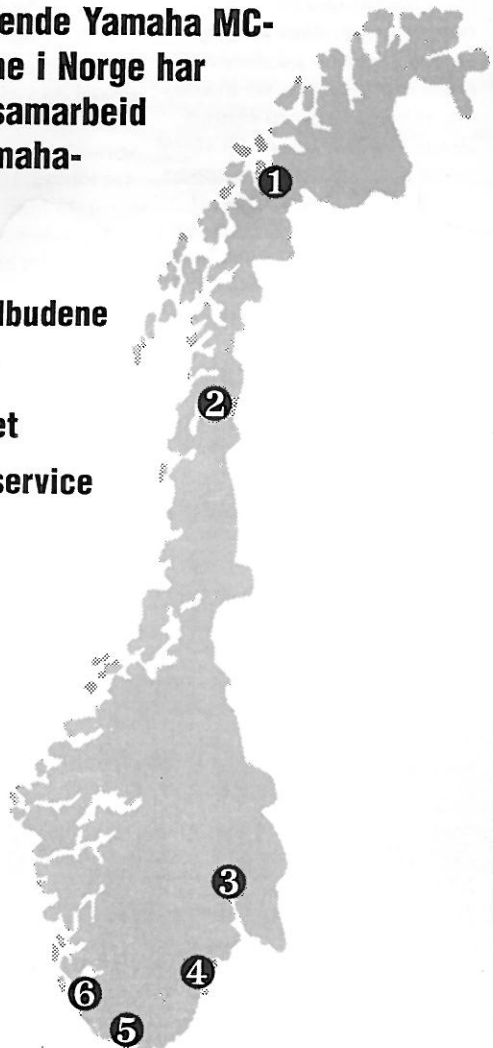 ende Yamaha MC-
ne i Norge har
samarbeid
maha-
lbudene
et
service
1
2
3
4
6
5